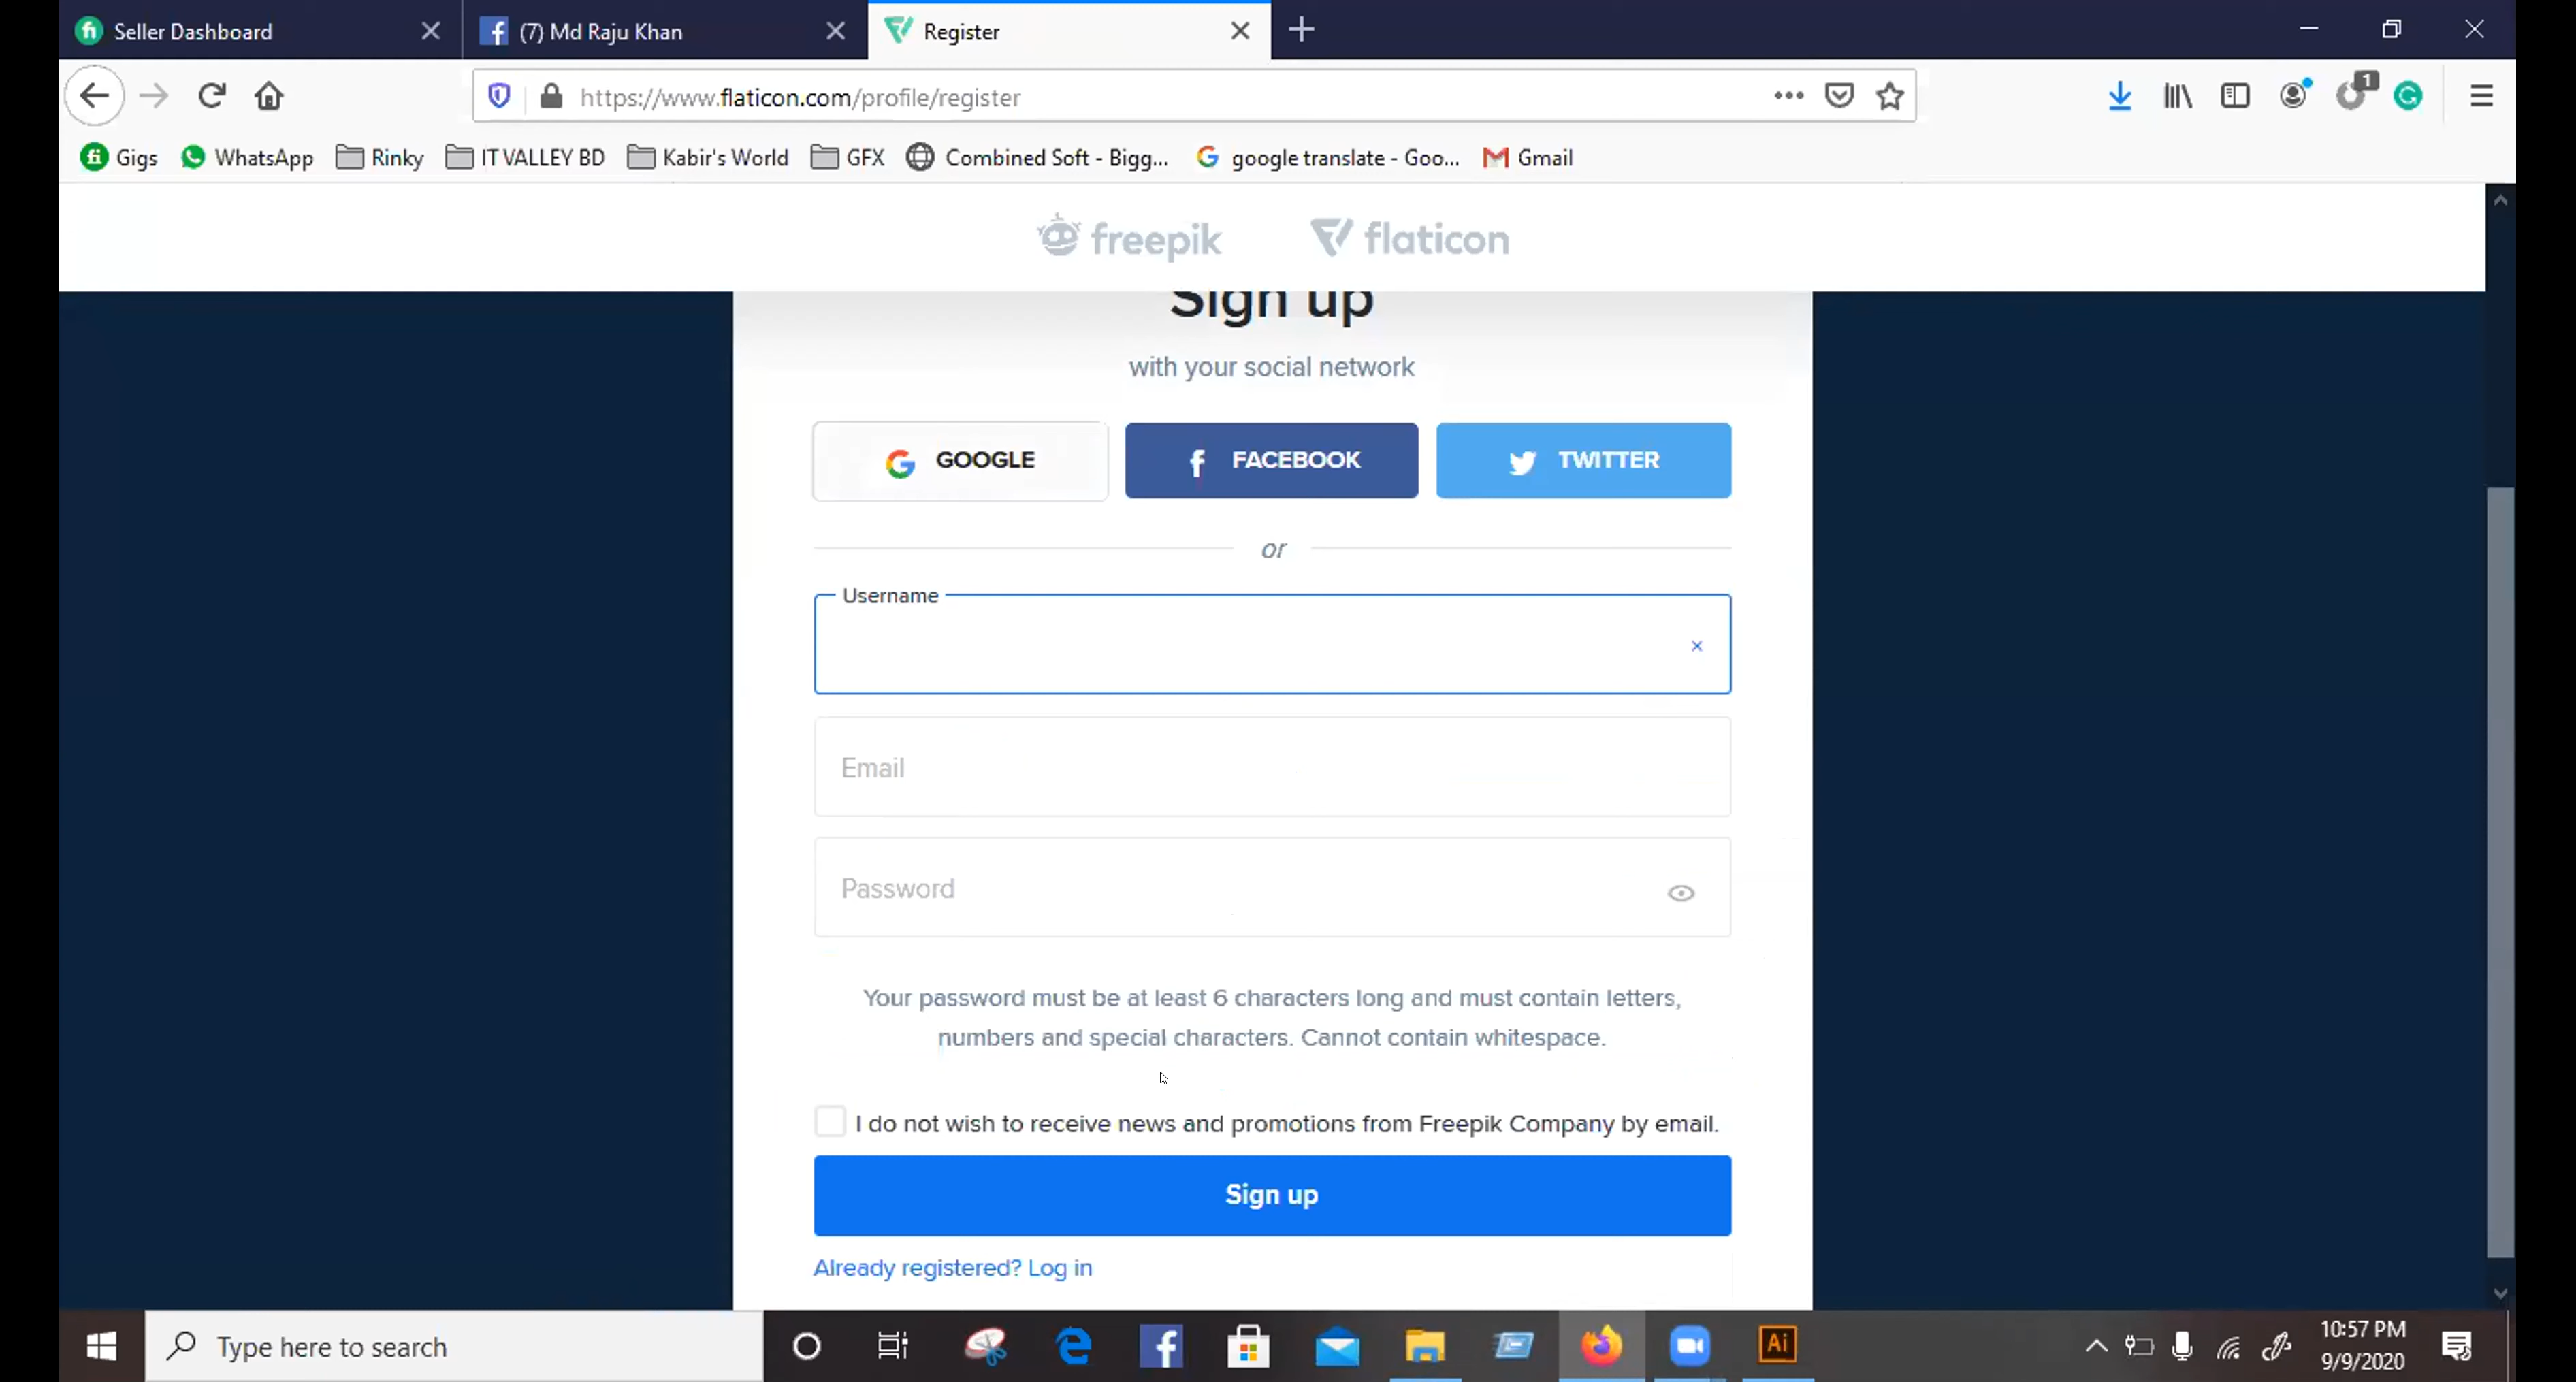 Seller Dashboard
(7) Md Raju Khan
Register
https://www.flaticon.com/profile/register
1
Gigs
WhatsApp
Rinky
IT VALLEY BD
Kabir's World
GFX
Combined Soft - Bigg...
google translate - Goo...
Gmail
freepik
flaticon
Sign up
with your social network
GOOGLE
FACEBOOK
TWITTER
or
Username
Email
Password
Your password must be at least 6 characters long and must contain letters,
numbers and special characters. Cannot contain whitespace.
I do not wish to receive news and promotions from Freepik Company by email.
Sign up
Already registered? Log in
Type here to search
Ai
10:57 PM
9/9/2020